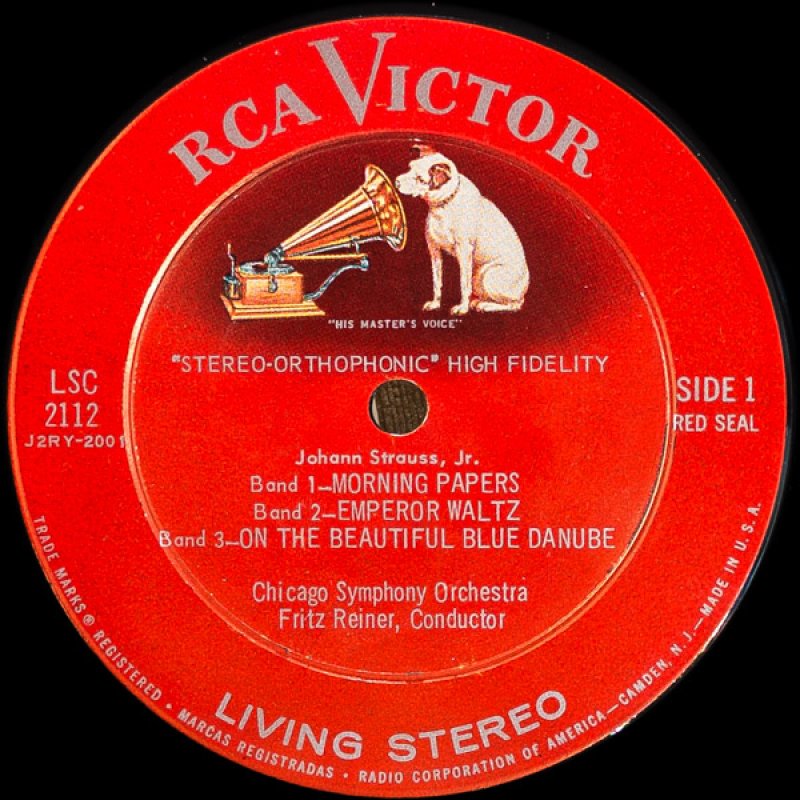 RCA VICTOR
"HIS MASTER'S VOICE"
"STEREO-ORTHOPHONIC" HIGH FIDELITY
LSC
2112
J2RY-2001
SIDE 1
RED SEAL
Johann Strauss, Jr.
Band 1—MORNING PAPERS
Band 2—EMPEROR WALTZ
Band 3—ON THE BEAUTIFUL BLUE DANUBE
Chicago Symphony Orchestra
Fritz Reiner, Conductor
LIVING STEREO
TRADE MARKS ® REGISTERED • MARCAS REGISTRADAS • RADIO CORPORATION OF AMERICA—CAMDEN, N. J.—MADE IN U. S. A.